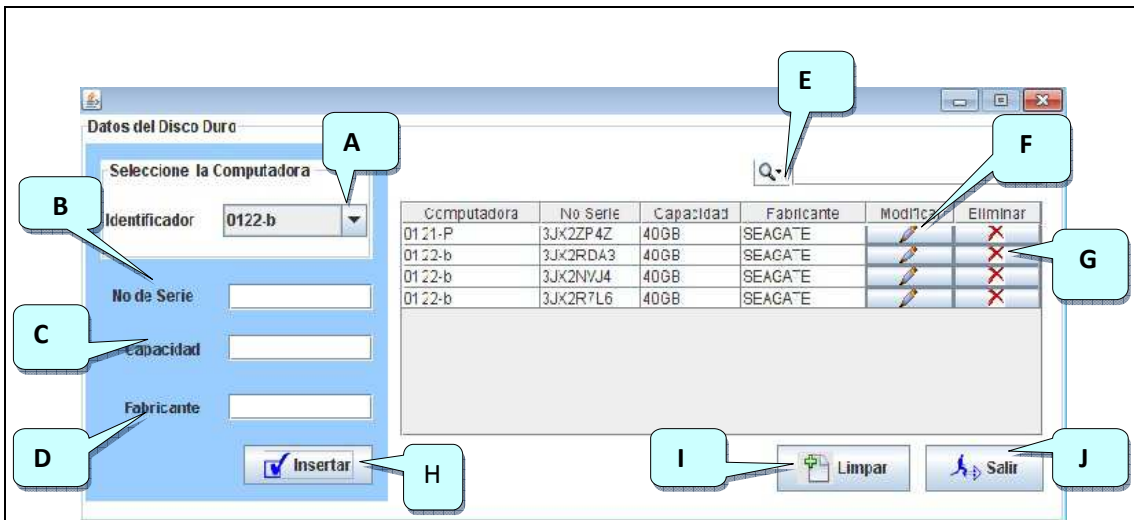 E
Datos del Disco Duro
A
F
Seleccione la Computadora
B
Identificador 0122-b
Computadora No Serie Capacidad Fabricante Modificar Eliminar
0121-P 3JX2ZP4Z 40GB SEAGATE
0122-b 3JX2RDA3 40GB SEAGATE
G
0122-b 3JX2NVJ4 40GB SEAGATE
0122-b 3JX2R7L6 40GB SEAGATE
No de Serie
C
Capacidad
Fabricante
D
Insertar
H
I
Limpar
Salir
J